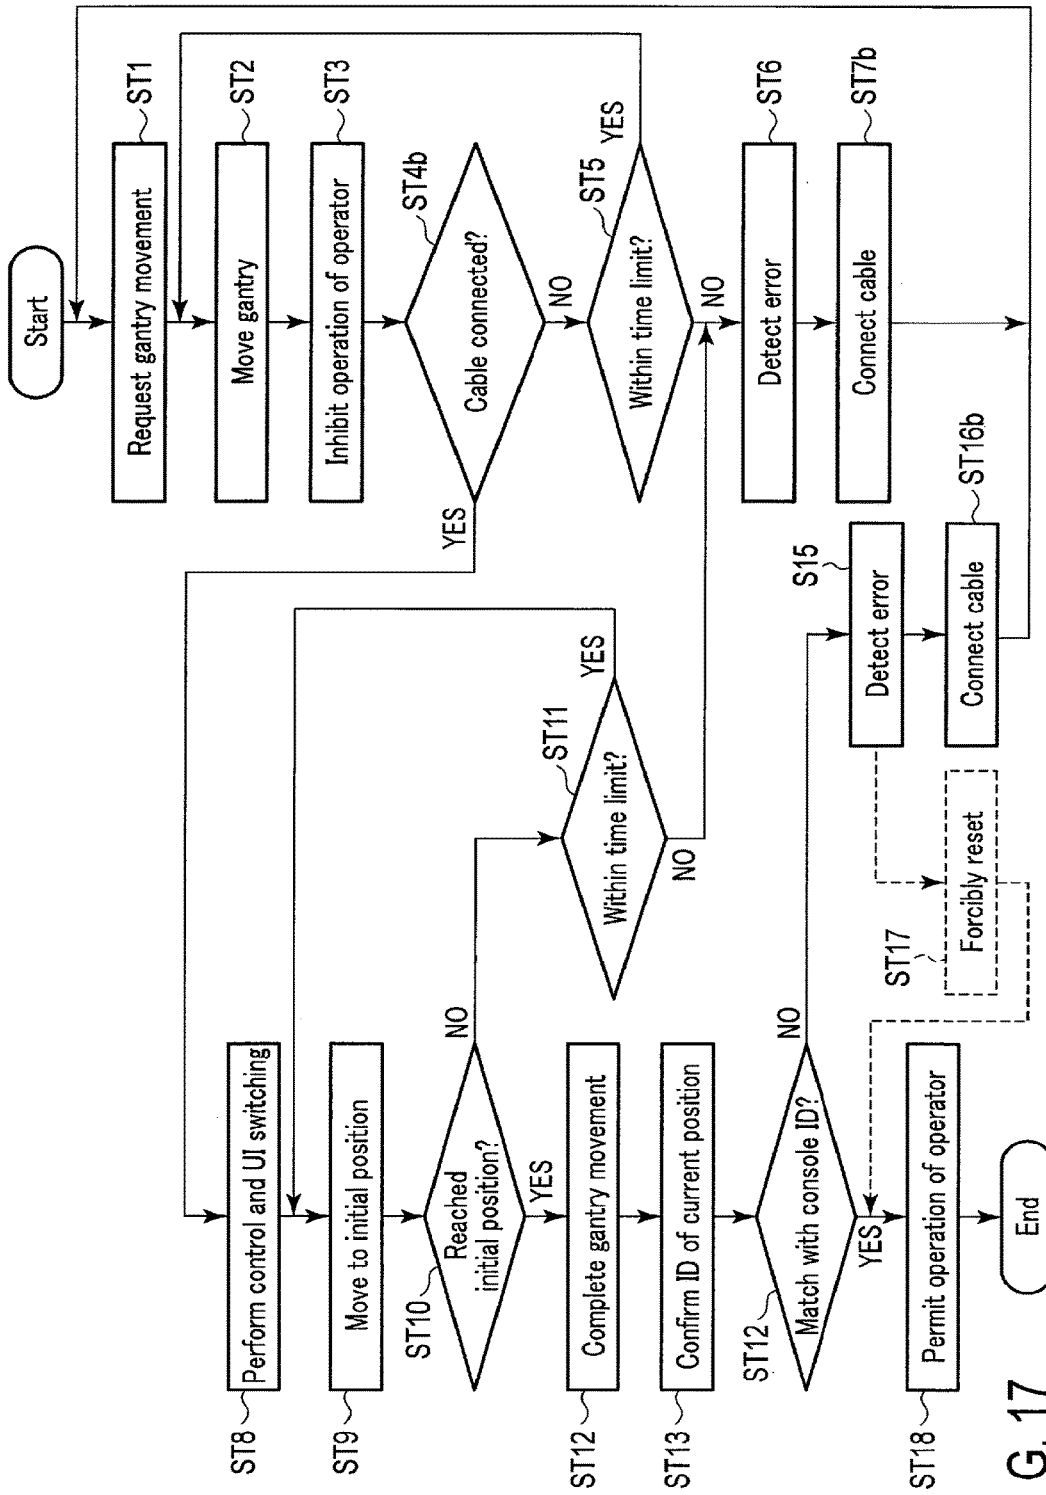 Start
Request gantry movement
ST1
Move gantry
ST2
Inhibit operation of operator
ST3
Cable connected?
ST4b
YES
NO
Within time limit?
ST5
YES
NO
Detect error
ST6
Connect cable
ST7b
Perform control and UI switching
ST8
Move to initial position
ST9
Reached
initial position?
ST10
NO
YES
Within time limit?
ST11
YES
NO
Complete gantry movement
ST12
Confirm ID of current position
ST13
Match with console ID?
ST12
NO
YES
Detect error
S15
Connect cable
ST16b
Forcibly reset
ST17
Permit operation of operator
ST18
End
G. 17